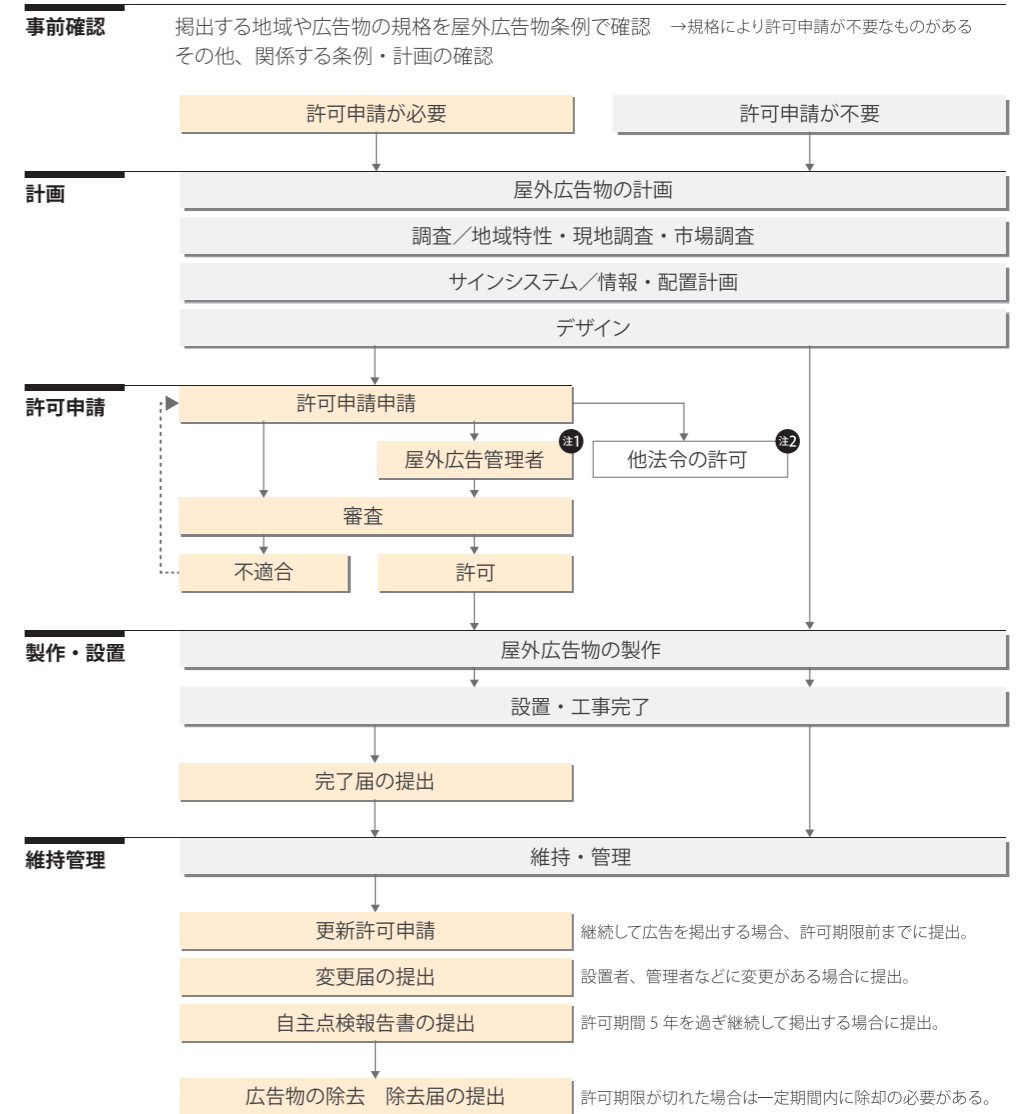 事前確認
掲出する地域や広告物の規格を屋外広告物条例で確認　→規格により許可申請が不要なものがある
その他、関係する条例・計画の確認
許可申請が必要
許可申請が不要
計画
屋外広告物の計画
調査／地域特性・現地調査・市場調査
サインシステム／情報・配置計画
デザイン
許可申請
許可申請申請
屋外広告管理者
注1
他法令の許可
注2
審査
不適合
許可
製作・設置
屋外広告物の製作
設置・工事完了
完了届の提出
維持管理
維持・管理
更新許可申請
継続して広告を掲出する場合、許可期限前までに提出。
変更届の提出
設置者、管理者などに変更がある場合に提出。
自主点検報告書の提出
許可期間 5 年を過ぎ継続して掲出する場合に提出。
広告物の除去　除去届の提出
許可期限が切れた場合は一定期間内に除却の必要がある。